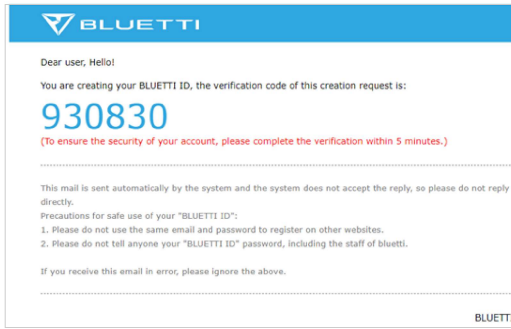 BLUETTI
Dear user, Hello!
You are creating your BLUETTI ID, the verification code of this creation request is:
930830
(To ensure the security of your account, please complete the verification within 5 minutes.)
This mail is sent automatically by the system and the system does not accept the reply, so please do not reply
directly.
Precautions for safe use of your "BLUETTI ID":
1. Please do not use the same email and password to register on other websites.
2. Please do not tell anyone your "BLUETTI ID" password, including the staff of bluetti.
If you receive this email in error, please ignore the above.
BLUETTI